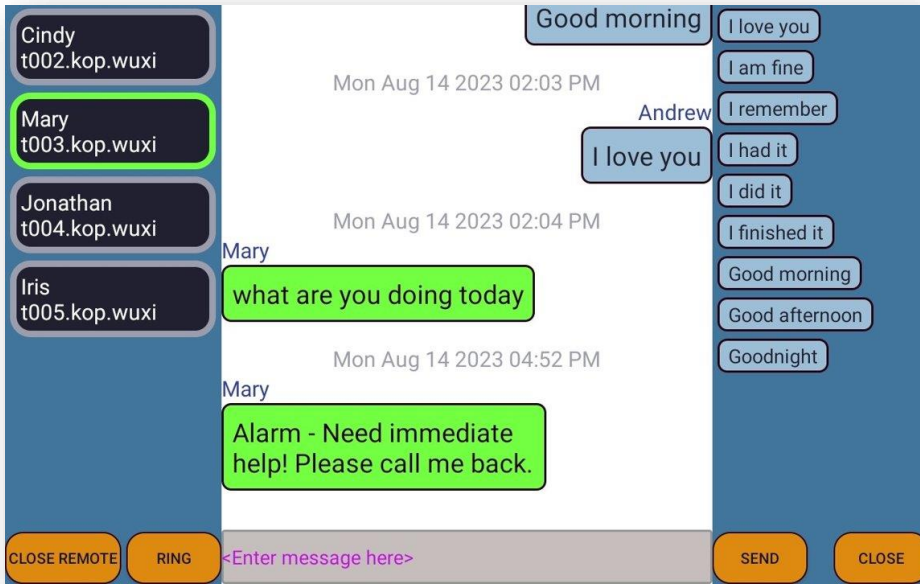 Cindy
t002.kop.wuxi
Mary
t003.kop.wuxi
Jonathan
t004.kop.wuxi
Iris
t005.kop.wuxi
CLOSE REMOTE
RING
Good morning
Mon Aug 14 2023 02:03 PM
Andrew
I love you
Mon Aug 14 2023 02:04 PM
Mary
what are you doing today
Mon Aug 14 2023 04:52 PM
Mary
Alarm - Need immediate
help! Please call me back.
<Enter message here>
I love you
I am fine
I remember
I had it
I did it
I finished it
Good morning
Good afternoon
Goodnight
SEND
CLOSE